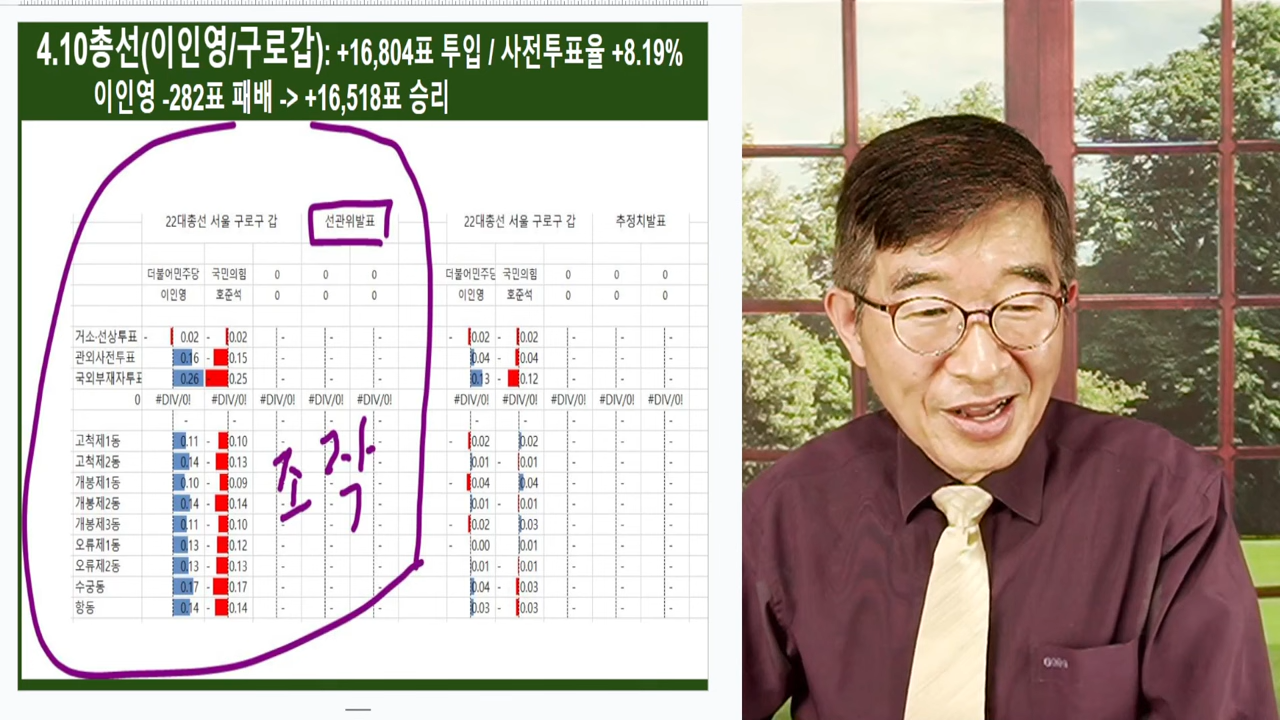 4.10총선(이인영/구로갑): +16,804표 투입 / 사전투표율 +8.19%
이인영 -282표 패배 -> +16,518표 승리
22대총선 서울 구로구 갑 선관위발표 22대총선 서울 구로구 갑 추정치발표
더불어민주당 국민의힘 0 0 0 더불어민주당 국민의힘 0 0 0
이인영 호준석 0 0 0 이인영 호준석 0 0 0
거소·선상투표 - 0.02 0.02 - - - - 0.02 - 0.02 - - -
관외사전투표 0.16 - 0.15 - - - 0.04 - 0.04 - - -
국외부재자투표 0.26 - 0.25 - - - 0.13 - 0.12 - - -
0 #DIV/0! #DIV/0! #DIV/0! #DIV/0! #DIV/0! #DIV/0! #DIV/0! #DIV/0! #DIV/0! #DIV/0!
고척제1동 0.11 - 0.10 - - - - 0.02 0.02 - - -
고척제2동 0.14 - 0.13 - - - 0.01 - 0.01 - - -
개봉제1동 0.10 - 0.09 - - - - 0.04 0.04 - - -
개봉제2동 0.14 - 0.14 - - - 0.01 - 0.01 - - -
개봉제3동 0.11 - 0.10 - - - - 0.02 0.03 - - -
오류제1동 0.13 - 0.12 - - - - 0.00 0.01 - - -
오류제2동 0.13 - 0.13 - - - 0.01 - 0.01 - - -
수궁동 0.17 - 0.17 - - - 0.04 - 0.03 - - -
항동 0.14 - 0.14 - - - 0.03 - 0.03 - - -
조작